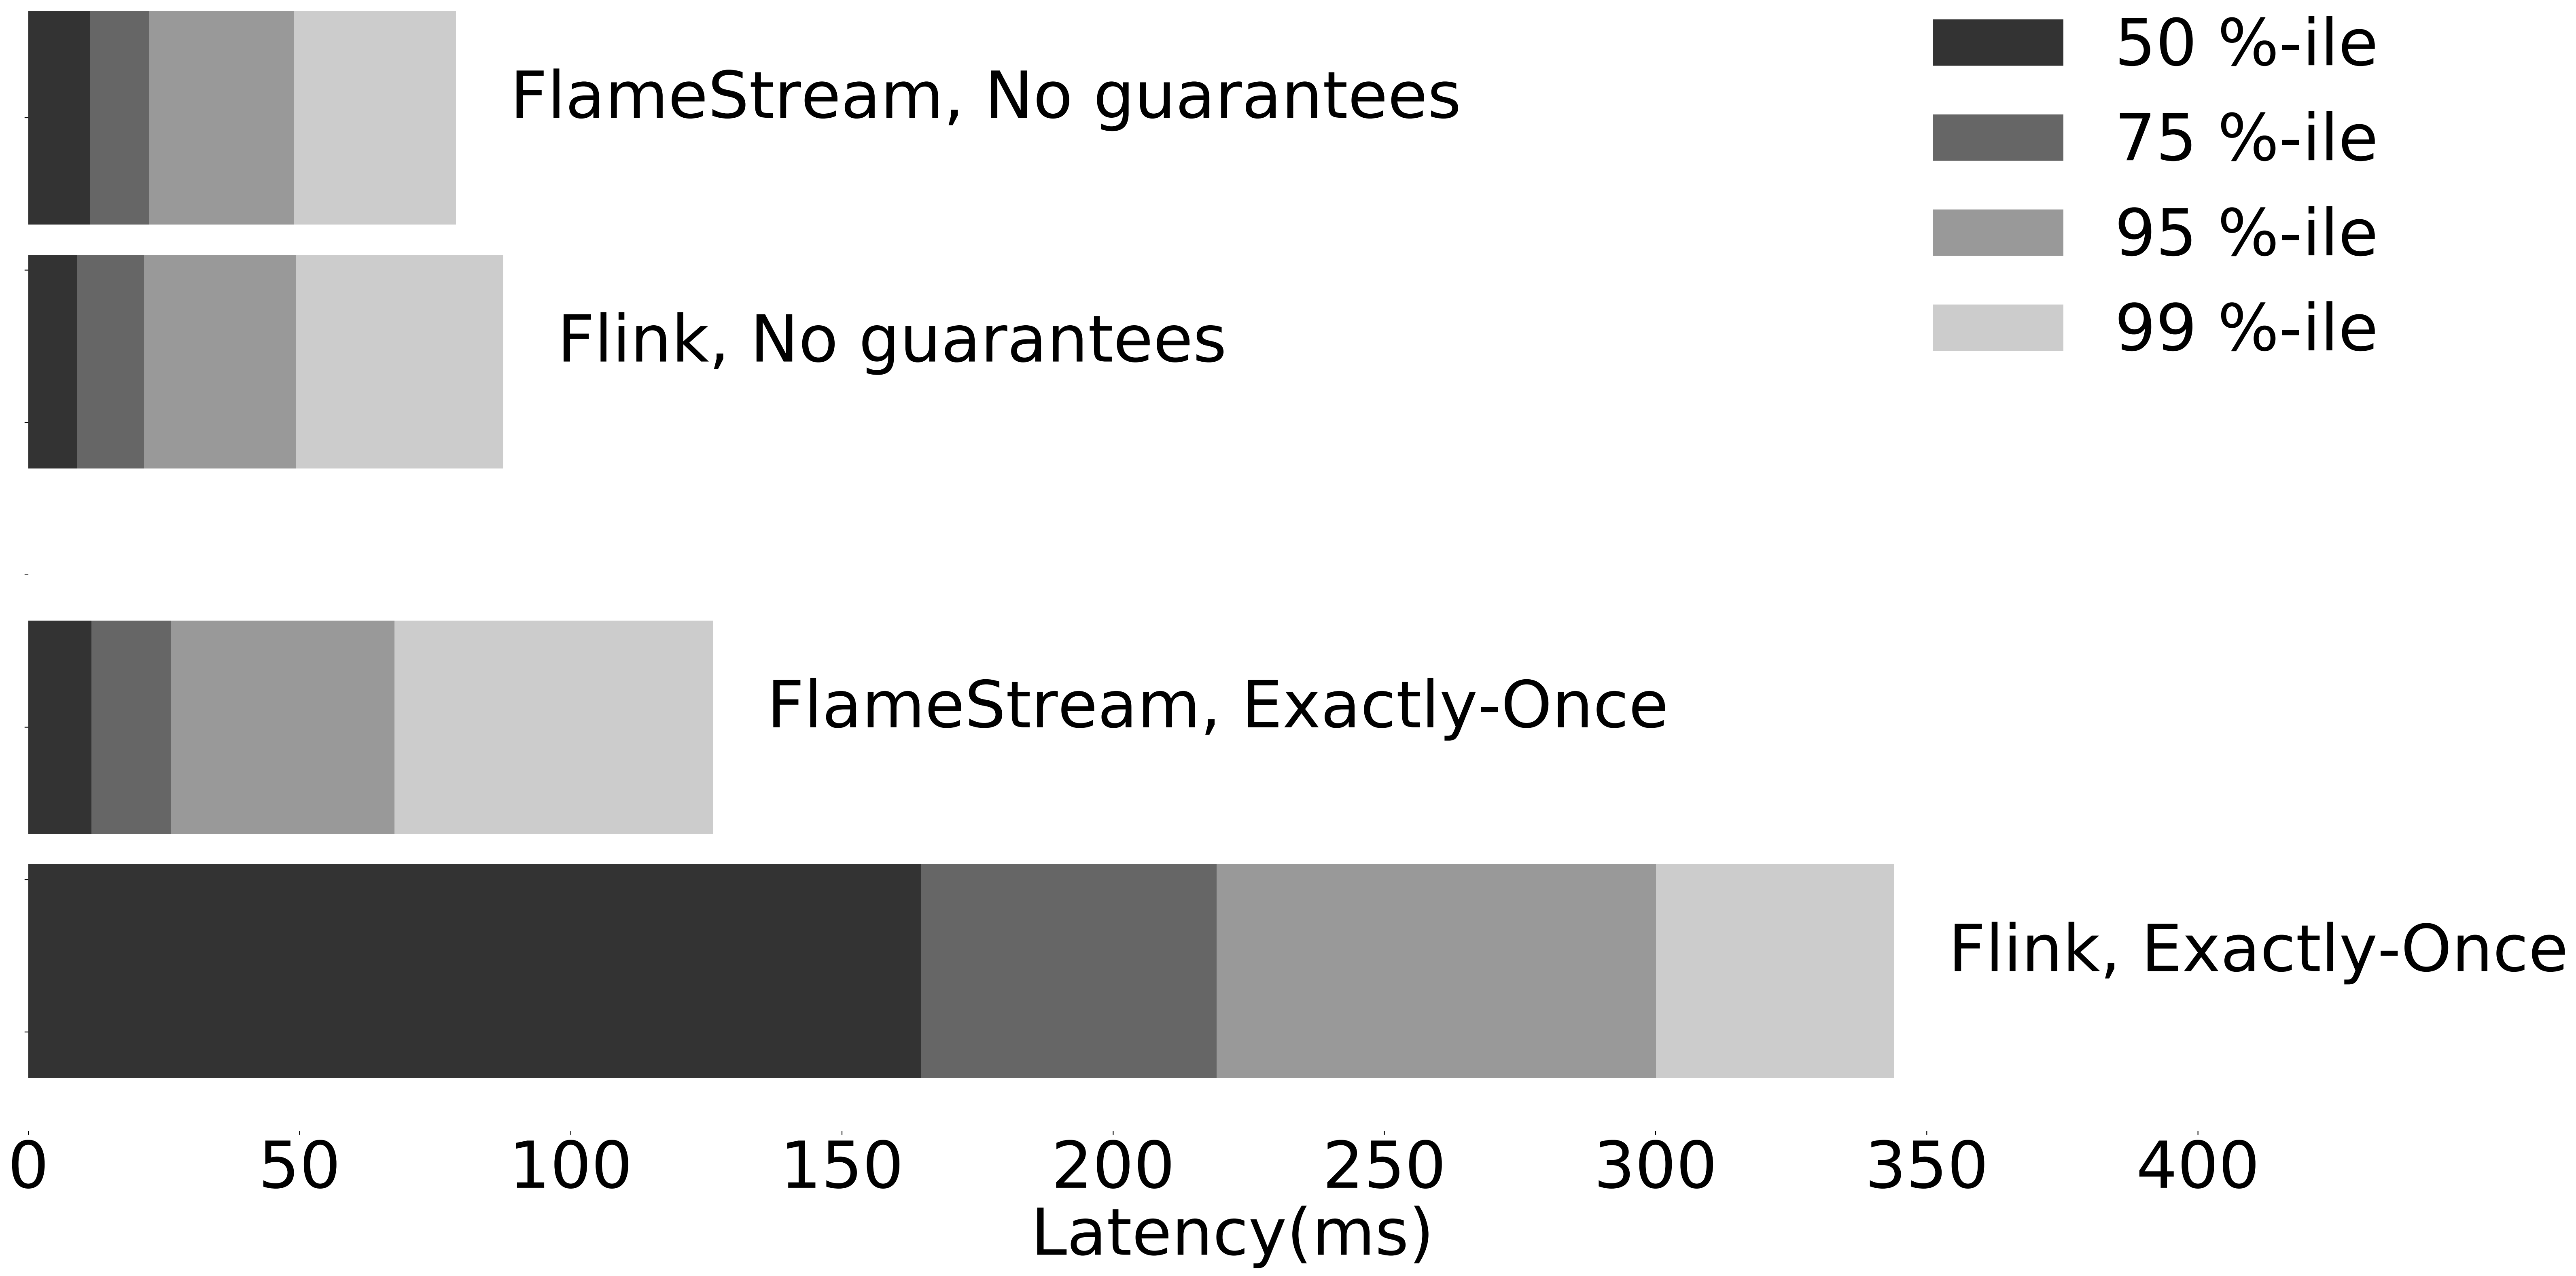 50 %-ile
75 %-ile
95 %-ile
99 %-ile
FlameStream, No guarantees
Flink, No guarantees
FlameStream, Exactly-Once
Flink, Exactly-Once
0 50 100 150 200 250 300 350 400
Latency(ms)